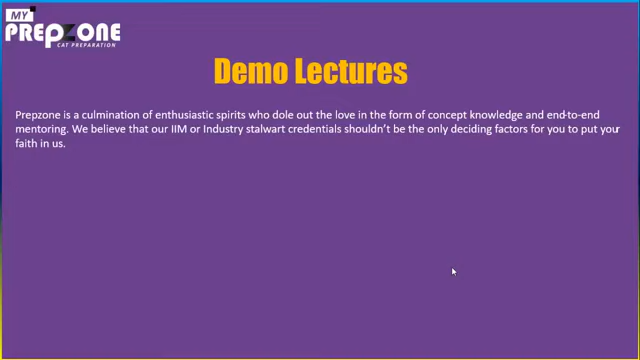 MY
PREPZONE
CAT PREPARATION
Demo Lectures
Prepzone is a culmination of enthusiastic spirits who dole out the love in the form of concept knowledge and end-to-end
mentoring. We believe that our IIM or Industry stalwart credentials shouldn't be the only deciding factors for you to put your
faith in us.